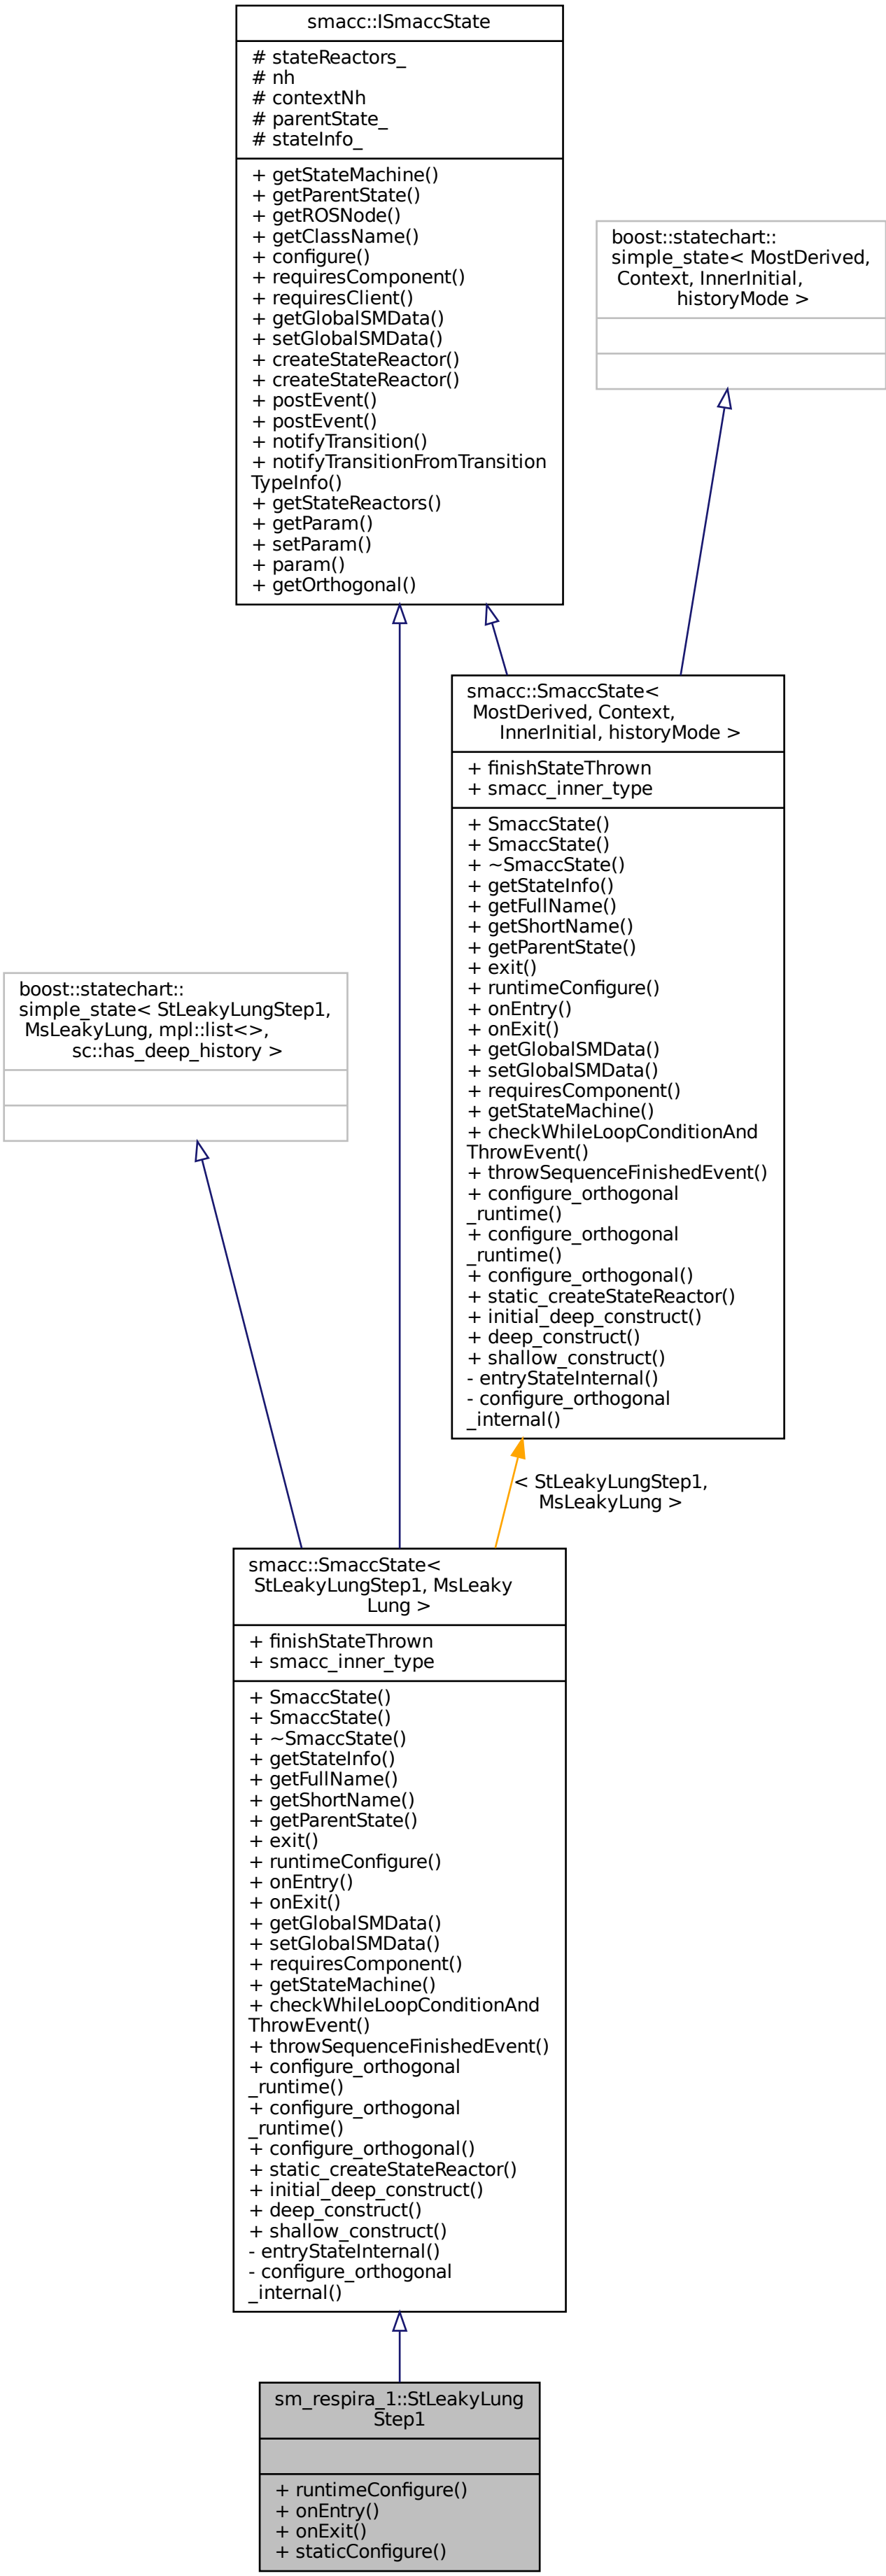 smacc::ISmaccState
# stateReactors_
# nh
# contextNh
# parentState_
# stateInfo_
+ getStateMachine()
+ getParentState()
+ getROSNode()
+ getClassName()
+ configure()
+ requiresComponent()
+ requiresClient()
+ getGlobalSMData()
+ setGlobalSMData()
+ createStateReactor()
+ createStateReactor()
+ postEvent()
+ postEvent()
+ notifyTransition()
+ notifyTransitionFromTransition
TypeInfo()
+ getStateReactors()
+ getParam()
+ setParam()
+ param()
+ getOrthogonal()
boost::statechart::
simple_state< MostDerived,
Context, InnerInitial,
historyMode >
smacc::SmaccState<
MostDerived, Context,
InnerInitial, historyMode >
+ finishStateThrown
+ smacc_inner_type
+ SmaccState()
+ SmaccState()
+ ~SmaccState()
+ getStateInfo()
+ getFullName()
+ getShortName()
+ getParentState()
+ exit()
+ runtimeConfigure()
+ onEntry()
+ onExit()
+ getGlobalSMData()
+ setGlobalSMData()
+ requiresComponent()
+ getStateMachine()
+ checkWhileLoopConditionAnd
ThrowEvent()
+ throwSequenceFinishedEvent()
+ configure_orthogonal
_runtime()
+ configure_orthogonal
_runtime()
+ configure_orthogonal()
+ static_createStateReactor()
+ initial_deep_construct()
+ deep_construct()
+ shallow_construct()
- entryStateInternal()
- configure_orthogonal
_internal()
boost::statechart::
simple_state< StLeakyLungStep1,
MsLeakyLung, mpl::list<>,
sc::has_deep_history >
< StLeakyLungStep1,
MsLeakyLung >
smacc::SmaccState<
StLeakyLungStep1, MsLeaky
Lung >
+ finishStateThrown
+ smacc_inner_type
+ SmaccState()
+ SmaccState()
+ ~SmaccState()
+ getStateInfo()
+ getFullName()
+ getShortName()
+ getParentState()
+ exit()
+ runtimeConfigure()
+ onEntry()
+ onExit()
+ getGlobalSMData()
+ setGlobalSMData()
+ requiresComponent()
+ getStateMachine()
+ checkWhileLoopConditionAnd
ThrowEvent()
+ throwSequenceFinishedEvent()
+ configure_orthogonal
_runtime()
+ configure_orthogonal
_runtime()
+ configure_orthogonal()
+ static_createStateReactor()
+ initial_deep_construct()
+ deep_construct()
+ shallow_construct()
- entryStateInternal()
- configure_orthogonal
_internal()
sm_respira_1::StLeakyLung
Step1
+ runtimeConfigure()
+ onEntry()
+ onExit()
+ staticConfigure()